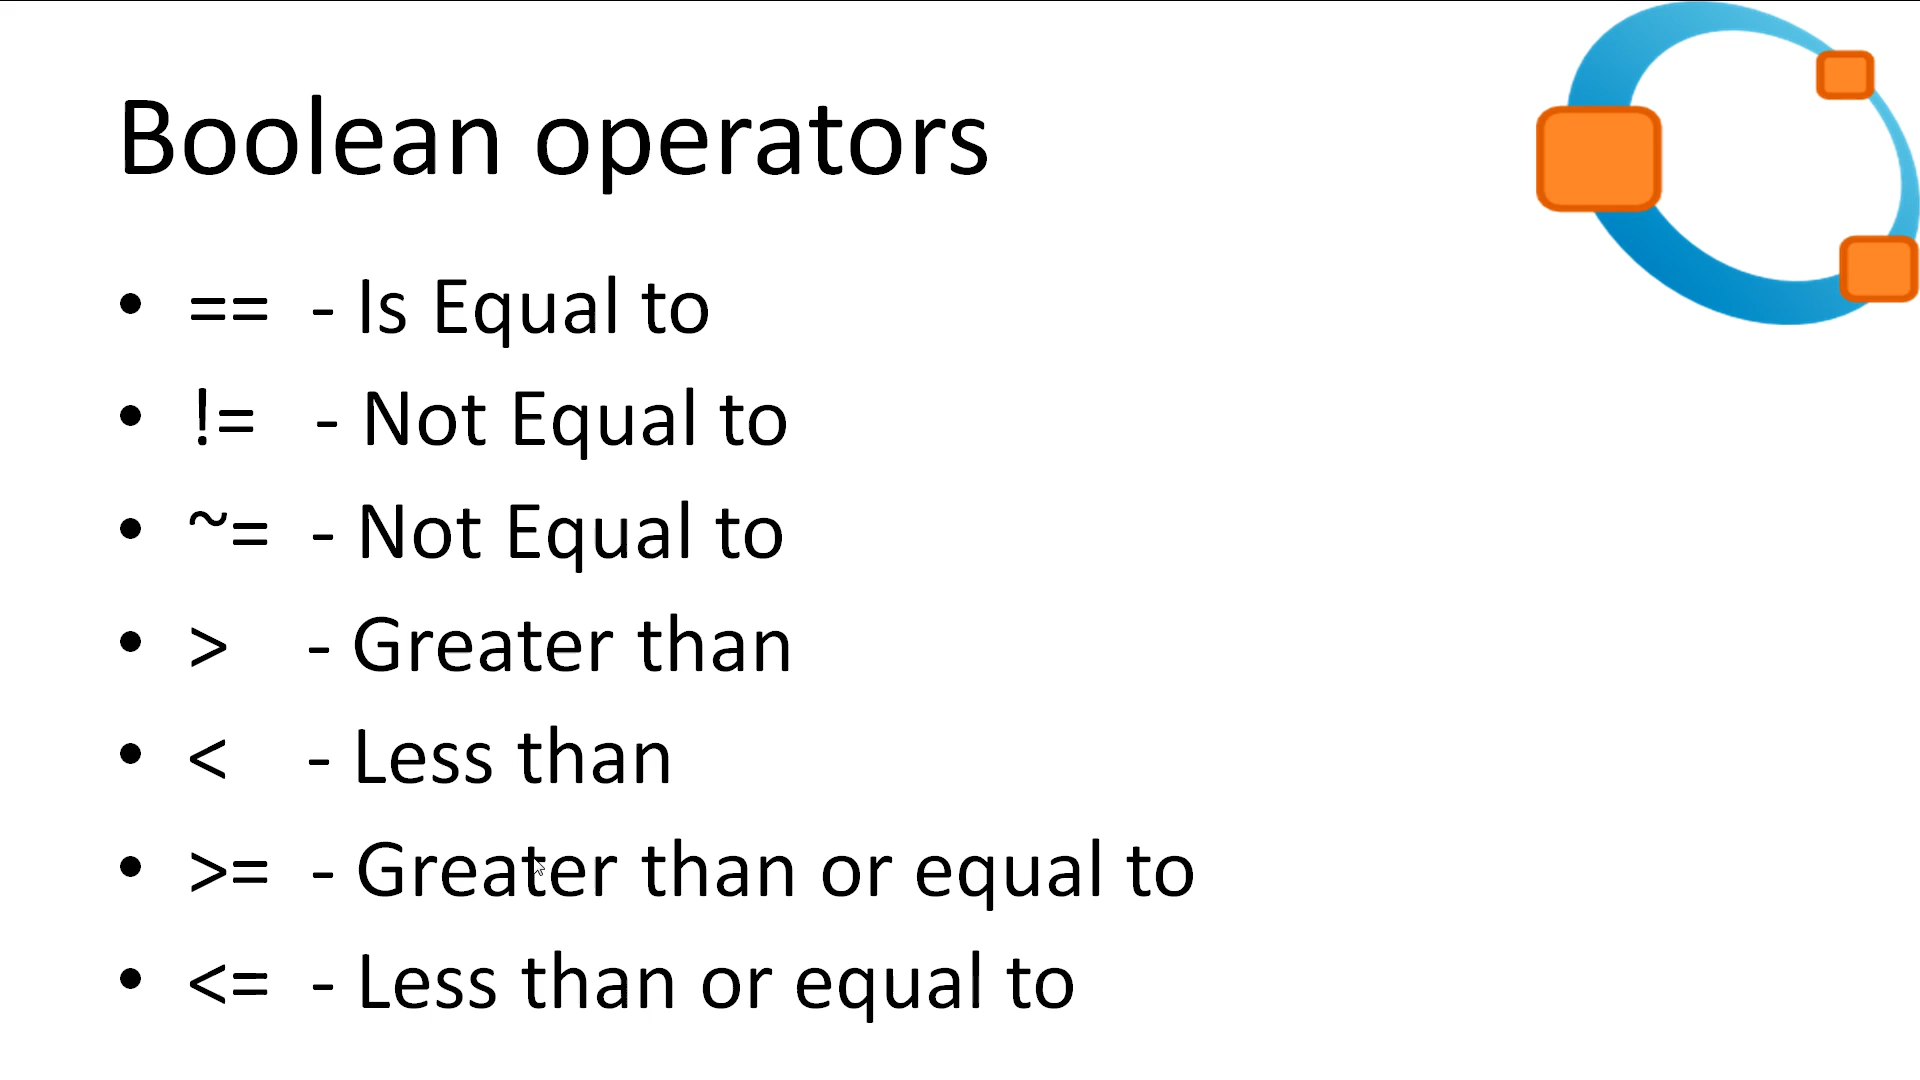 Boolean operators
• == - Is Equal to
• != - Not Equal to
• ~= - Not Equal to
• > - Greater than
• < - Less than
• >= - Greater than or equal to
• <= - Less than or equal to